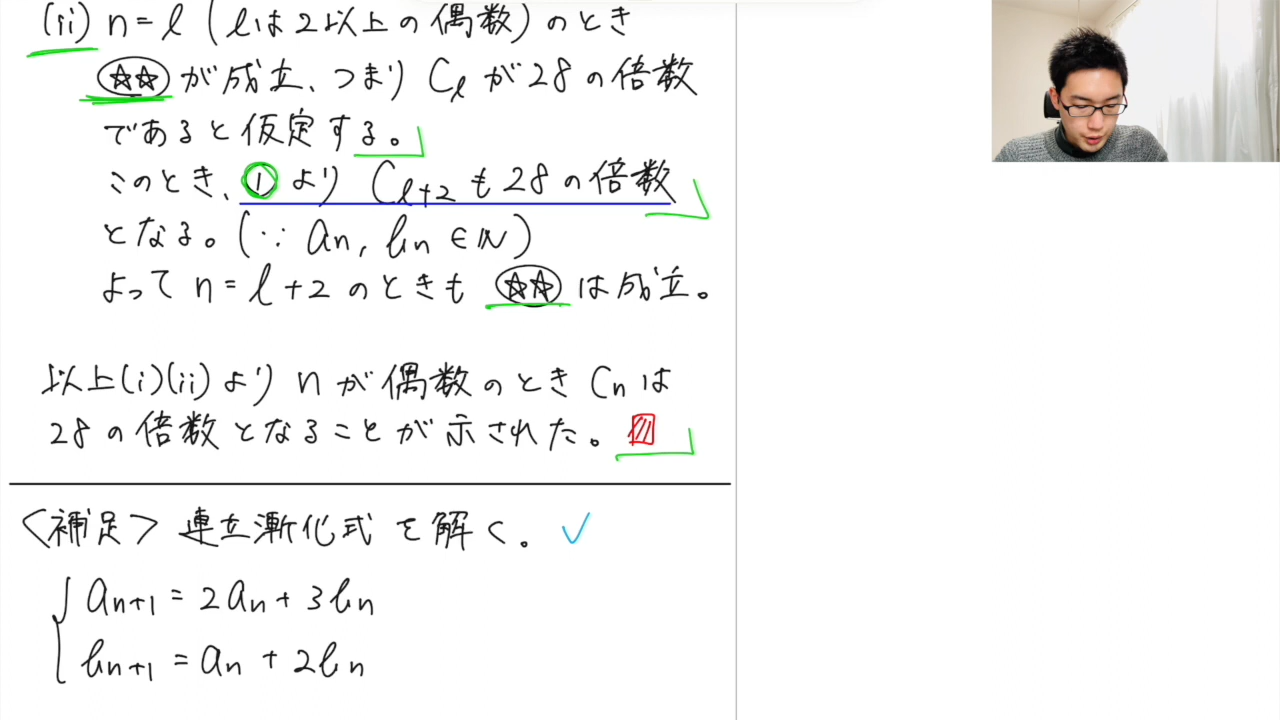 (ii) n = l (lは2以上の偶数)のとき
☆☆が成立、つまり C_l が28の倍数
であると仮定する。
このとき、①より C_{l+2} も28の倍数
となる。(∵ a_n, b_n ∈ ℕ)
よって n = l+2 のときも ☆☆ は成立。
以上(i)(ii)より n が偶数のとき C_n は
28の倍数となることが示された。
<補足> 連立漸化式を解く。
a_{n+1} = 2a_n + 3b_n
b_{n+1} = a_n + 2b_n